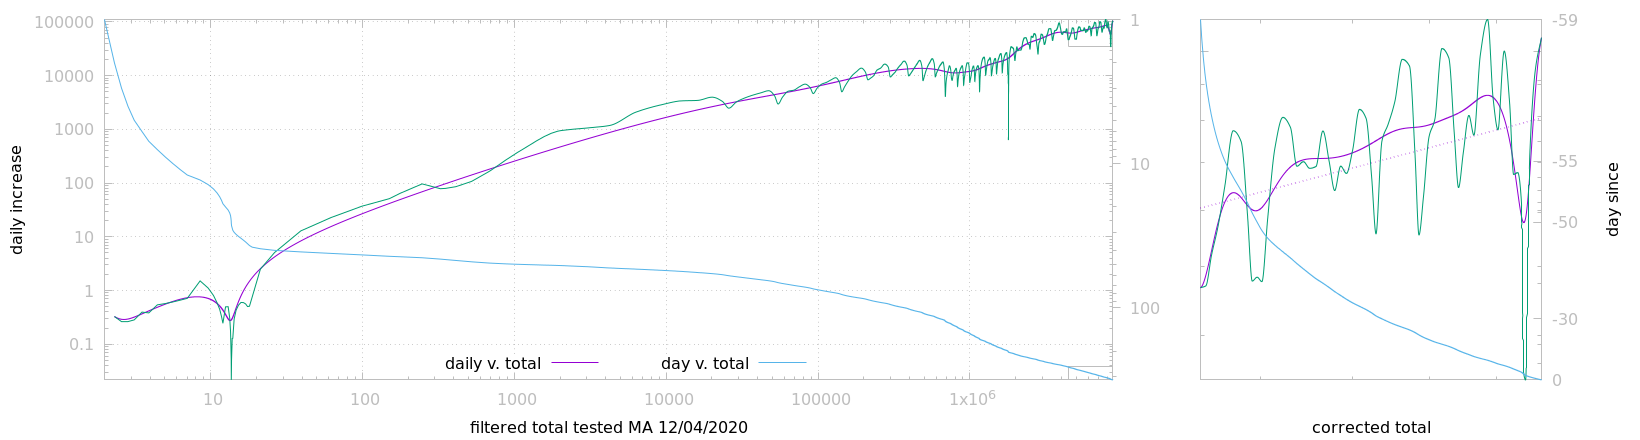 100000
10000
1000
100
10
1
0.1
daily increase
10
100
1000
10000
100000
1x10⁶
filtered total tested MA 12/04/2020
daily v. total
day v. total
1
10
100
-59
-55
-50
-30
0
day since
corrected total